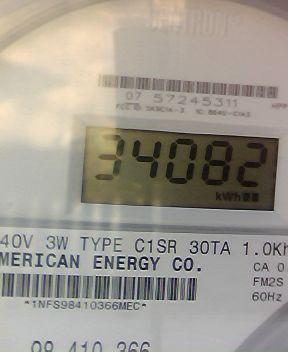 07 57245311
34082
kWh
40V 3W TYPE C1SR 30TA 1.0Kh
MERICAN ENERGY CO.
CA 0.
FM2S
*1NFS98410366MEC*
60Hz
98 410 366